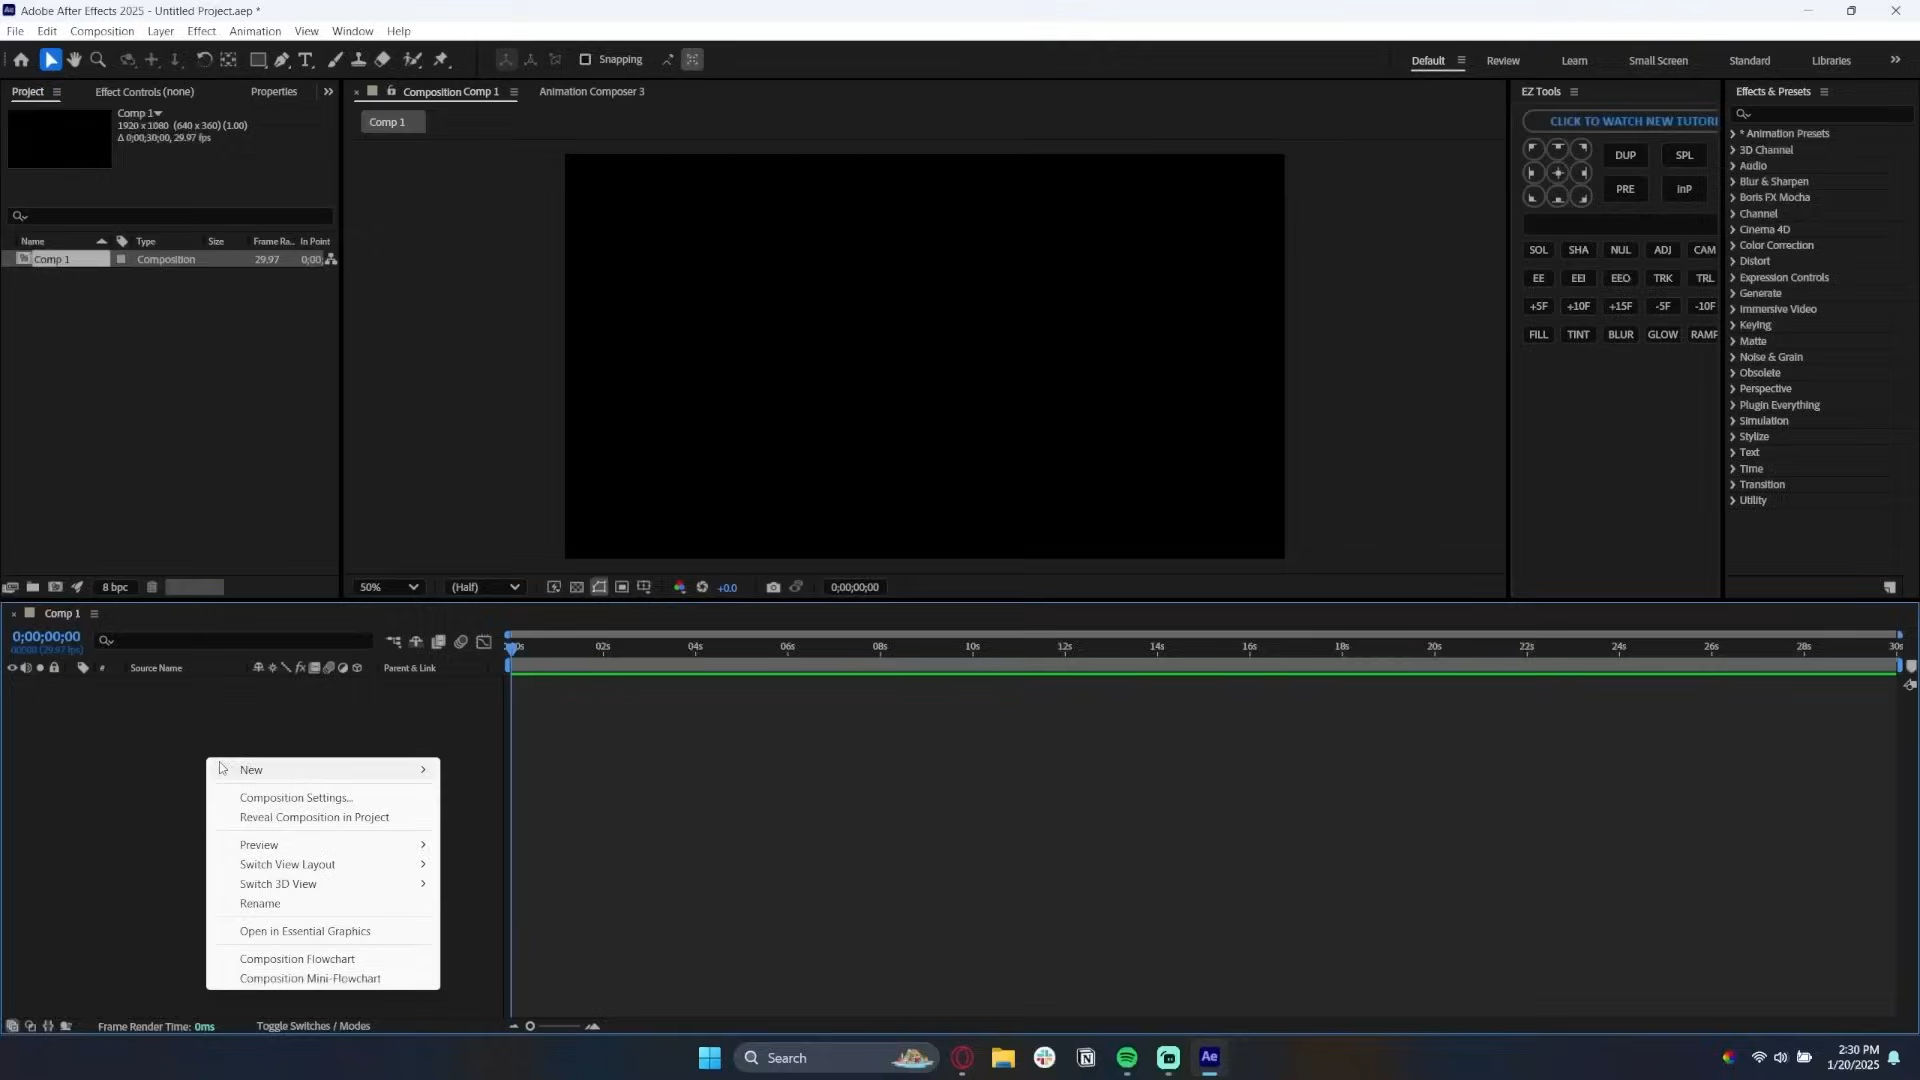 Adobe After Effects 2025 - Untitled Project.aep *
File Edit Composition Layer Effect Animation View Window Help
Snapping
Default Review Learn Small Screen Standard Libraries
Project Effect Controls (none) Properties
Comp 1
1920 x 1080 (640 x 360) (1.00)
Δ 0;00;30;00, 29.97 fps
Name Type Size Frame Ra... In Point
Comp 1 Composition 29.97 0;00
8 bpc
Composition Comp 1 Animation Composer 3
Comp 1
50% (Half) +0.0 0;00;00;00
EZ Tools
CLICK TO WATCH NEW TUTORI
DUP SPL
PRE InP
SOL SHA NUL ADJ CAM
EE EEI EEO TRK TRL
+5F +10F +15F -5F -10F
FILL TINT BLUR GLOW RAMP
Effects & Presets
* Animation Presets
3D Channel
Audio
Blur & Sharpen
Boris FX Mocha
Channel
Cinema 4D
Color Correction
Distort
Expression Controls
Generate
Immersive Video
Keying
Matte
Noise & Grain
Obsolete
Perspective
Plugin Everything
Simulation
Stylize
Text
Time
Transition
Utility
Comp 1
0;00;00;00
00000 (29.97 fps)
# Source Name fx Parent & Link
02s 04s 06s 08s 10s 12s 14s 16s 18s 20s 22s 24s 26s 28s 30s
New
Composition Settings...
Reveal Composition in Project
Preview
Switch View Layout
Switch 3D View
Rename
Open in Essential Graphics
Composition Flowchart
Composition Mini-Flowchart
Frame Render Time: 0ms Toggle Switches / Modes
Search
Ae
2:30 PM
1/20/2025